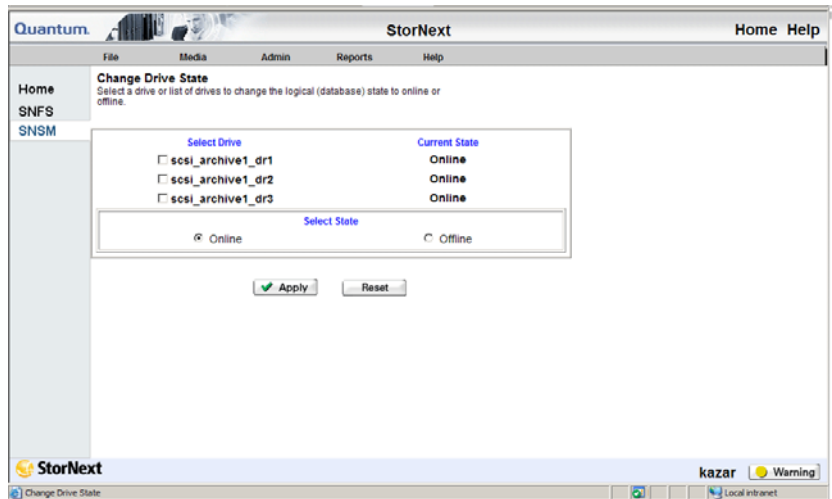 Quantum. StorNext Home Help
File Media Admin Reports Help
Home
SNFS
SNSM
Change Drive State
Select a drive or list of drives to change the logical (database) state to online or
offline.
Select Drive Current State
scsi_archive1_dr1 Online
scsi_archive1_dr2 Online
scsi_archive1_dr3 Online
Select State
Online Offline
Apply Reset
StorNext kazar Warning
Change Drive State Local intranet